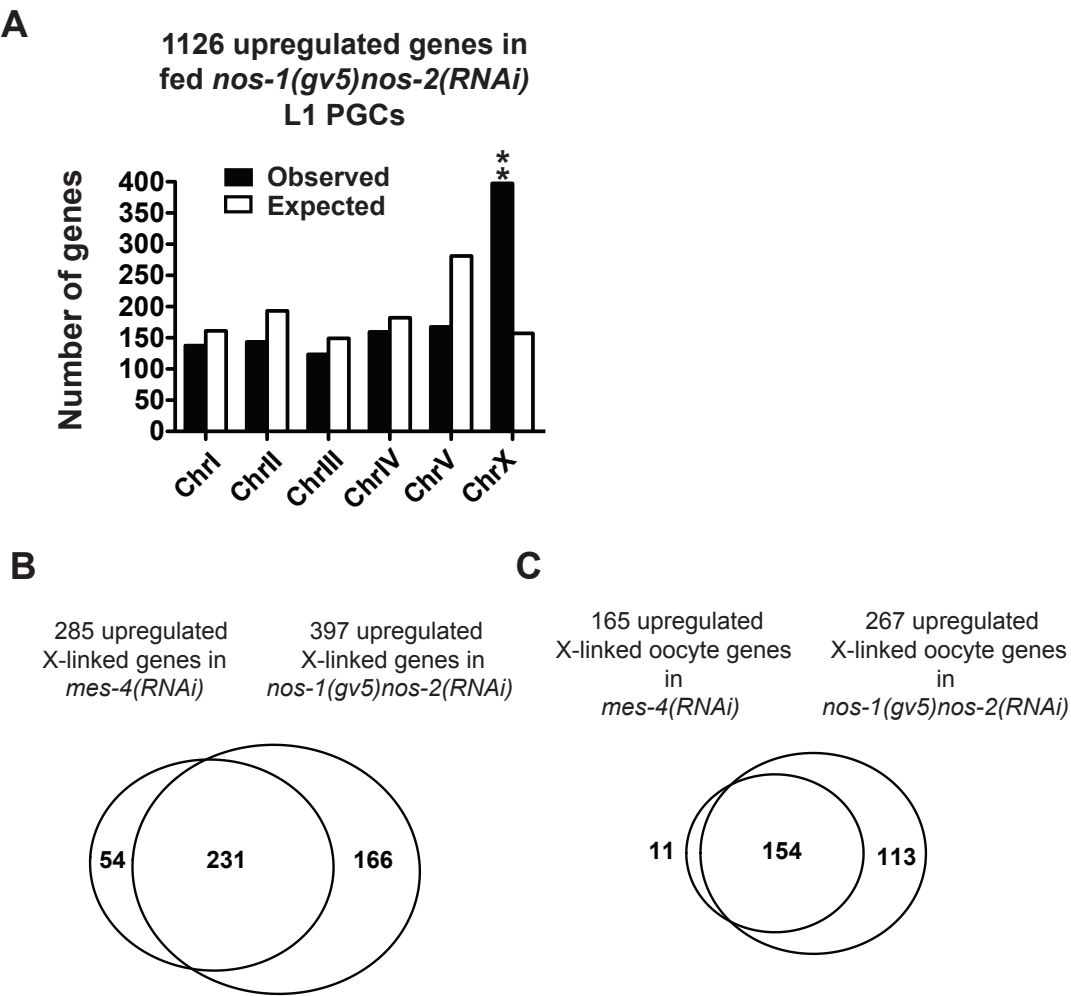 A
1126 upregulated genes in
fed nos-1(gv5)nos-2(RNAi)
L1 PGCs
**
Observed
Expected
Number of genes
400
350
300
250
200
150
100
50
0
ChrI
ChrII
ChrIII
ChrIV
ChrV
ChrX
B
285 upregulated
X-linked genes in
mes-4(RNAi)
397 upregulated
X-linked genes in
nos-1(gv5)nos-2(RNAi)
54
231
166
C
165 upregulated
X-linked oocyte genes
in
mes-4(RNAi)
267 upregulated
X-linked oocyte genes
in
nos-1(gv5)nos-2(RNAi)
11
154
113